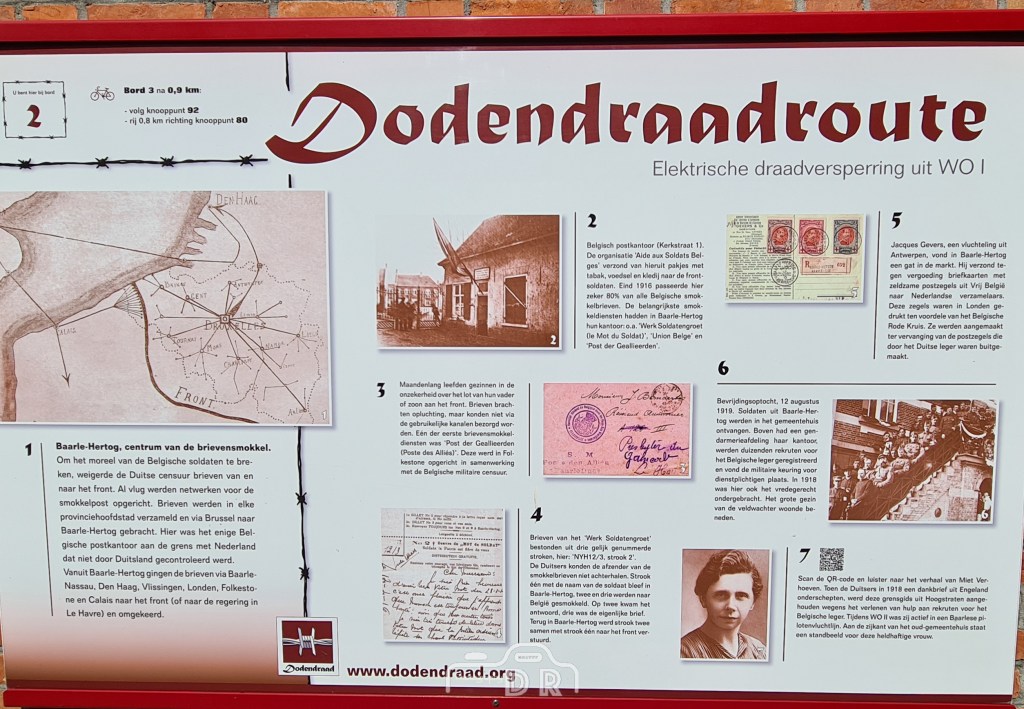 U bent hier bij bord
2
Bord 3 na 0,9 km:
- volg knooppunt 92
- rij 0,8 km richting knooppunt 80
Dodendraadroute
Elektrische draadversperring uit WO I
DEN HAAG
GENT
BRUXELLES
FRONT
1
1
Baarle-Hertog, centrum van de brievensmokkel.
Om het moreel van de Belgische soldaten te bre-
ken, weigerde de Duitse censuur brieven van en
naar het front. Al vlug werden netwerken voor de
smokkelpost opgericht. Brieven werden in elke
provinciehoofdstad verzameld en via Brussel naar
Baarle-Hertog gebracht. Hier was het enige Bel-
gische postkantoor aan de grens met Nederland
dat niet door Duitsland gecontroleerd werd.
Vanuit Baarle-Hertog gingen de brieven via Baarle-
Nassau, Den Haag, Vlissingen, Londen, Folkesto-
ne en Calais naar het front (of naar de regering in
Le Havre) en omgekeerd.
2
2
Belgisch postkantoor (Kerkstraat 1).
De organisatie 'Aide aux Soldats Bel-
ges' verzond van hieruit pakjes met
tabak, voedsel en kledij naar de front-
soldaten. Eind 1916 passeerde hier
zeker 80% van alle Belgische smok-
kelbrieven. De belangrijkste smok-
keldiensten hadden in Baarle-Hertog
hun kantoor: o.a. 'Werk Soldatengroet
(le Mot du Soldat)', 'Union Belge' en
'Post der Geallieerden'.
3
Maandenlang leefden gezinnen in de
onzekerheid over het lot van hun vader
of zoon aan het front. Brieven brach-
ten opluchting, maar konden niet via
de gebruikelijke kanalen bezorgd wor-
den. Eén der eerste brievensmokkel-
diensten was 'Post der Geallieerden
(Poste des Alliés)'. Deze werd in Fol-
kestone opgericht in samenwerking
met de Belgische militaire censuur.
S M
4
Brieven van het 'Werk Soldatengroet'
bestonden uit drie gelijk genummerde
stroken, hier: 'NYH12/3, strook 2'.
De Duitsers konden de afzender van de
smokkelbrieven niet achterhalen. Strook
één met de naam van de soldaat bleef in
Baarle-Hertog, twee en drie werden naar
België gesmokkeld. Op twee kwam het
antwoord, drie was de eigenlijke brief.
Terug in Baarle-Hertog werd strook twee
samen met strook één naar het front ver-
stuurd.
5
5
Jacques Gevers, een vluchteling uit
Antwerpen, vond in Baarle-Hertog
een gat in de markt. Hij verzond te-
gen vergoeding briefkaarten met
zeldzame postzegels uit Vrij België
naar Nederlandse verzamelaars.
Deze zegels waren in Londen ge-
drukt ten voordele van het Belgische
Rode Kruis. Ze werden aangemaakt
ter vervanging van de postzegels die
door het Duitse leger waren buitge-
maakt.
6
Bevrijdingsoptocht, 12 augustus
1919. Soldaten uit Baarle-Her-
tog werden in het gemeentehuis
ontvangen. Boven had een gen-
darmerieafdeling haar kantoor,
werden duizenden rekruten voor
het Belgische leger geregistreerd
en vond de militaire keuring voor
dienstplichtigen plaats. In 1918
was hier ook het vredegerecht
ondergebracht. Het grote gezin
van de veldwachter woonde be-
neden.
6
7
Scan de QR-code en luister naar het verhaal van Miet Ver-
hoeven. Toen de Duitsers in 1918 een dankbrief uit Engeland
onderschepten, werd deze grensgids uit Hoogstraten aange-
houden wegens het verlenen van hulp aan rekruten voor het
Belgische leger. Tijdens WO II was zij actief in een Baarlese pi-
lotenvluchtlijn. Aan de zijkant van het oud-gemeentehuis staat
een standbeeld voor deze heldhaftige vrouw.
Dodendraad
www.dodendraad.org
DR